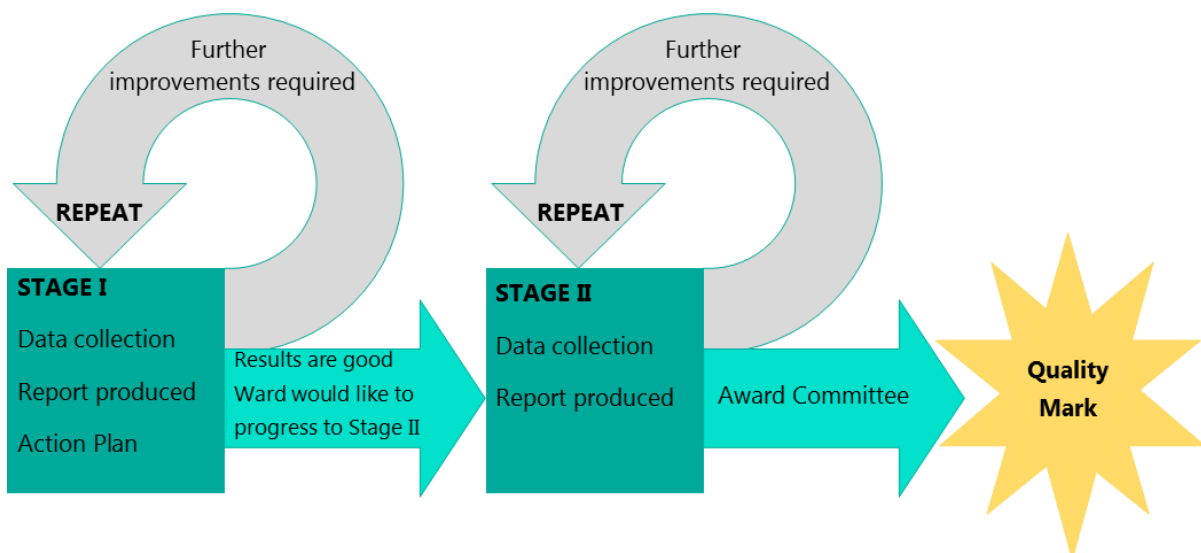 Further
improvements required
REPEAT
STAGE I
Data collection
Report produced
Action Plan
Results are good
Ward would like to
progress to Stage II
Further
improvements required
REPEAT
STAGE II
Data collection
Report produced
Award Committee
Quality
Mark